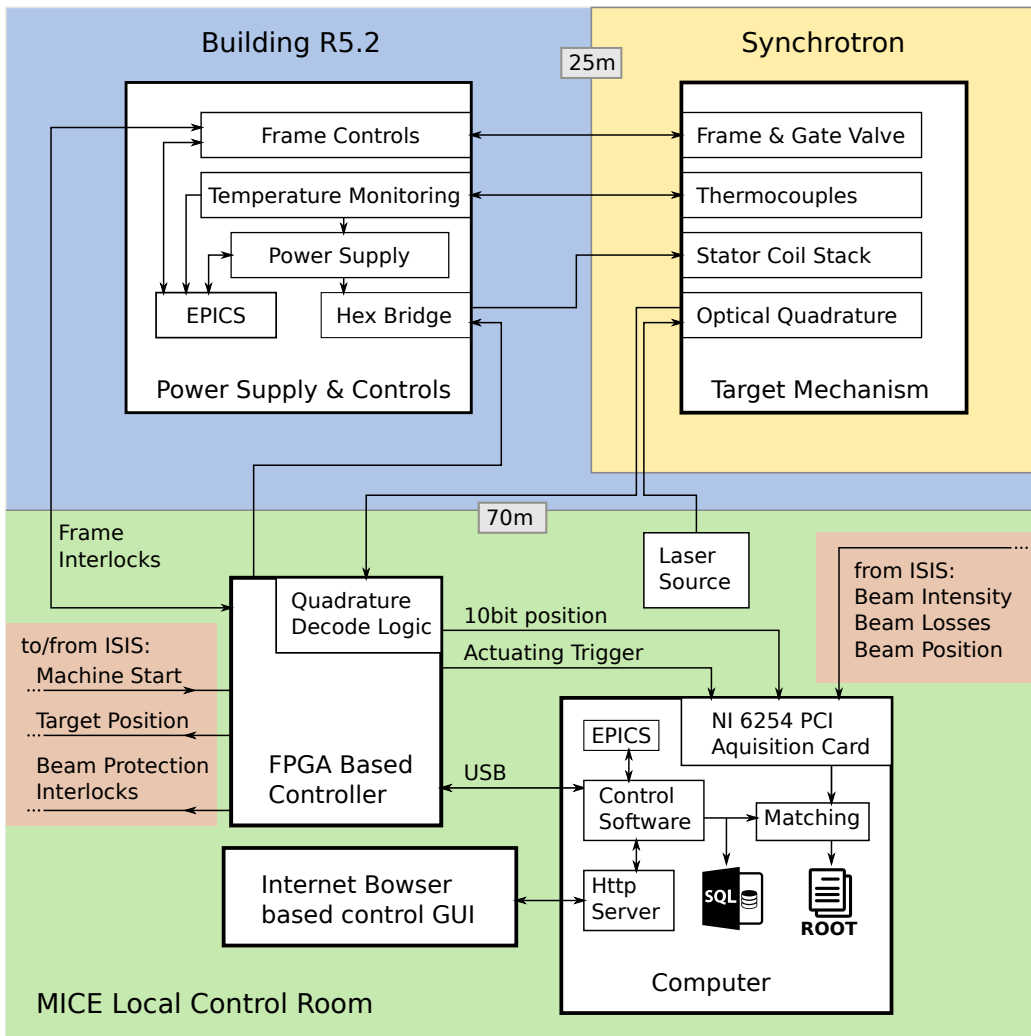 Building R5.2
Synchrotron
25m
Frame Controls
Temperature Monitoring
Power Supply
EPICS
Hex Bridge
Power Supply & Controls
Frame & Gate Valve
Thermocouples
Stator Coil Stack
Optical Quadrature
Target Mechanism
70m
Frame
Interlocks
Laser
Source
from ISIS:
Beam Intensity
Beam Losses
Beam Position
to/from ISIS:
Machine Start
Target Position
Beam Protection
Interlocks
Quadrature
Decode Logic
FPGA Based
Controller
10bit position
Actuating Trigger
USB
NI 6254 PCI
Aquisition Card
EPICS
Control
Software
Matching
Http
Server
SQL
ROOT
Computer
Internet Bowser
based control GUI
MICE Local Control Room